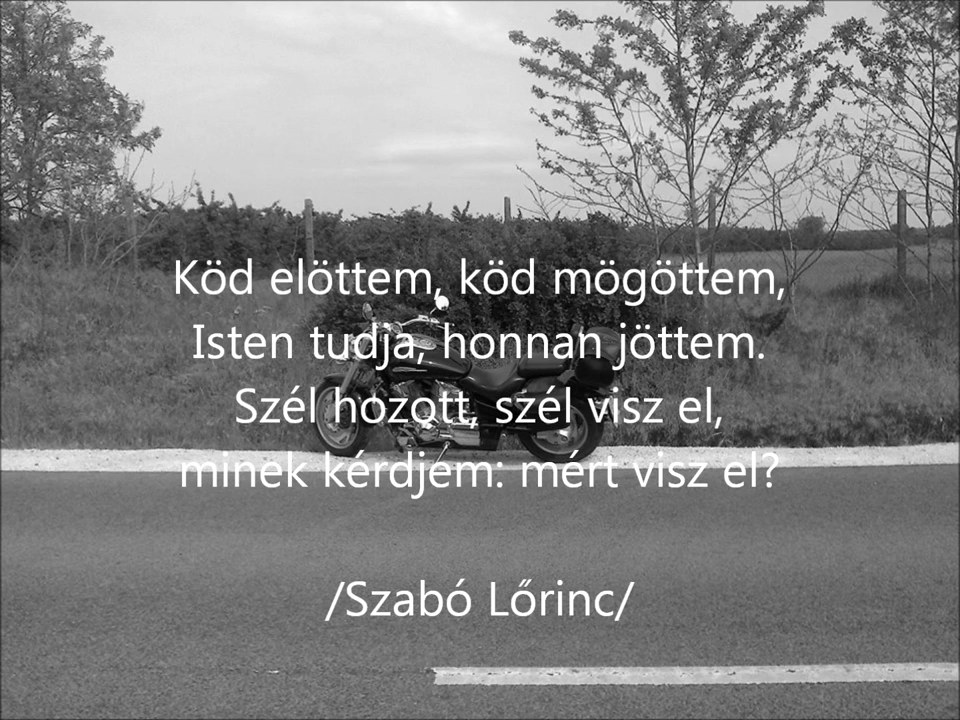 Köd elöttem, köd mögöttem,
Isten tudja, honnan jöttem.
Szél hozott, szél visz el,
minek kérdjem: mért visz el?
/Szabó Lőrinc/